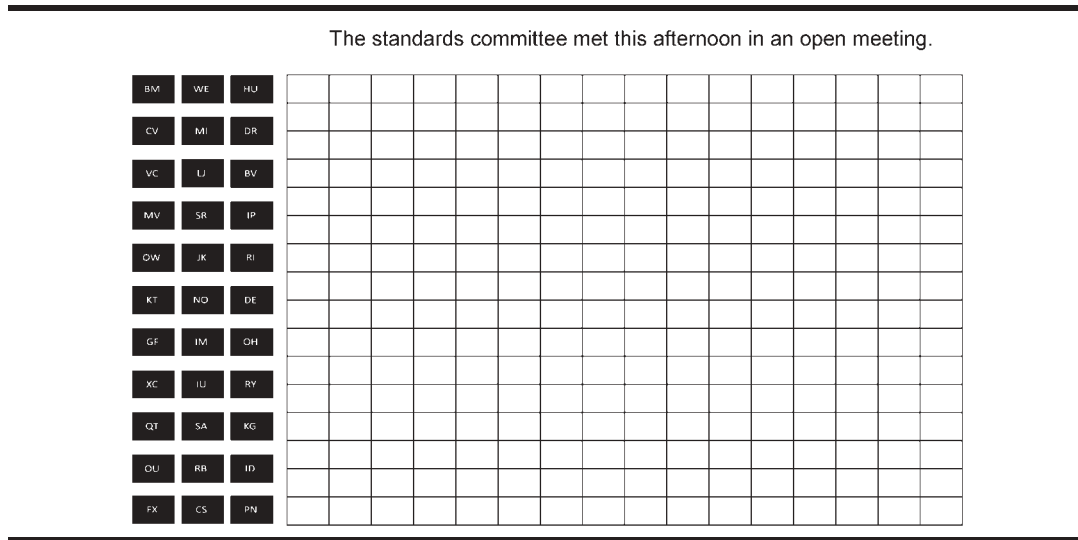 The standards committee met this afternoon in an open meeting.
BM WE HU
CV MI DR
VC LJ BV
MV SR IP
OW JK RI
KT NO DE
GF IM OH
XC IU RY
QT SA KG
OU RB ID
FX CS PN